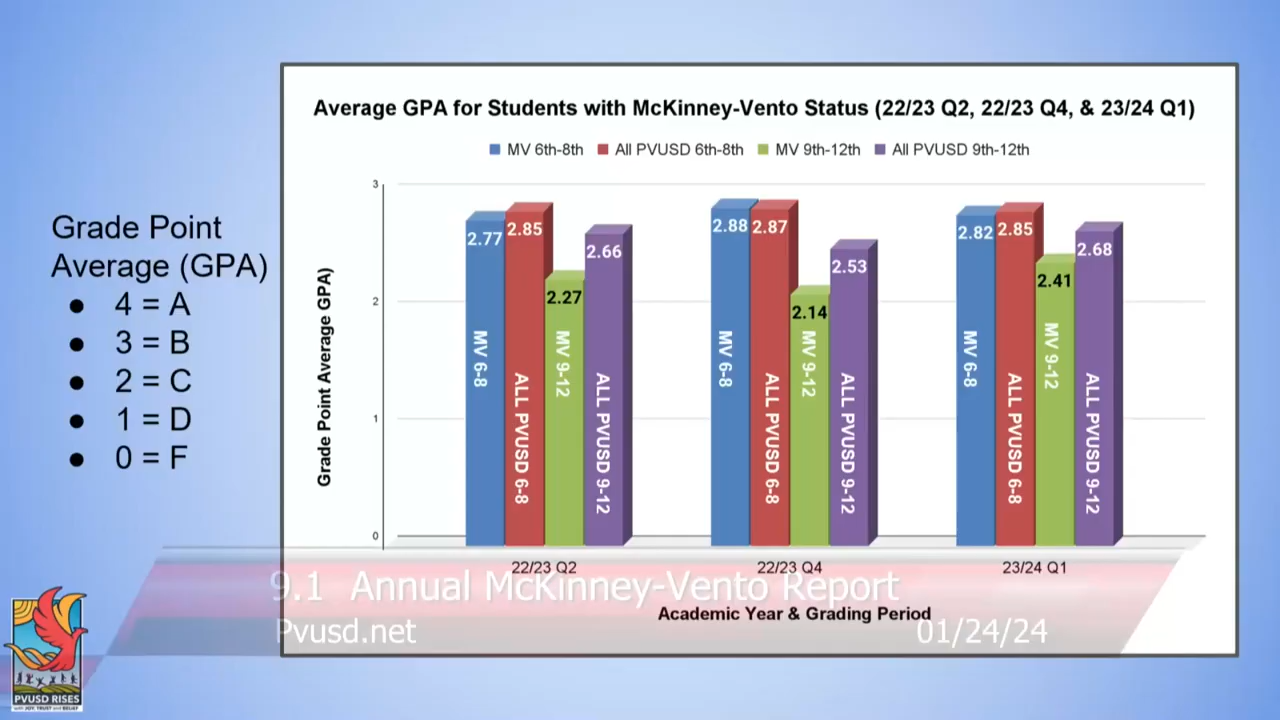 Grade Point
Average (GPA)
● 4 = A
● 3 = B
● 2 = C
● 1 = D
● 0 = F
Average GPA for Students with McKinney-Vento Status (22/23 Q2, 22/23 Q4, & 23/24 Q1)
MV 6th-8th All PVUSD 6th-8th MV 9th-12th All PVUSD 9th-12th
Grade Point Average GPA)
3
2
1
0
2.77 2.85 2.27 2.66
MV 6-8
ALL PVUSD 6-8
MV 9-12
ALL PVUSD 9-12
2.88 2.87 2.14 2.53
MV 6-8
ALL PVUSD 6-8
MV 9-12
ALL PVUSD 9-12
2.82 2.85 2.41 2.68
MV 6-8
ALL PVUSD 6-8
MV 9-12
ALL PVUSD 9-12
22/23 Q2 22/23 Q4 23/24 Q1
Academic Year & Grading Period
9.1 Annual McKinney-Vento Report
Pvusd.net 01/24/24
PVUSD RISES
with JOY, TRUST and BELIEF